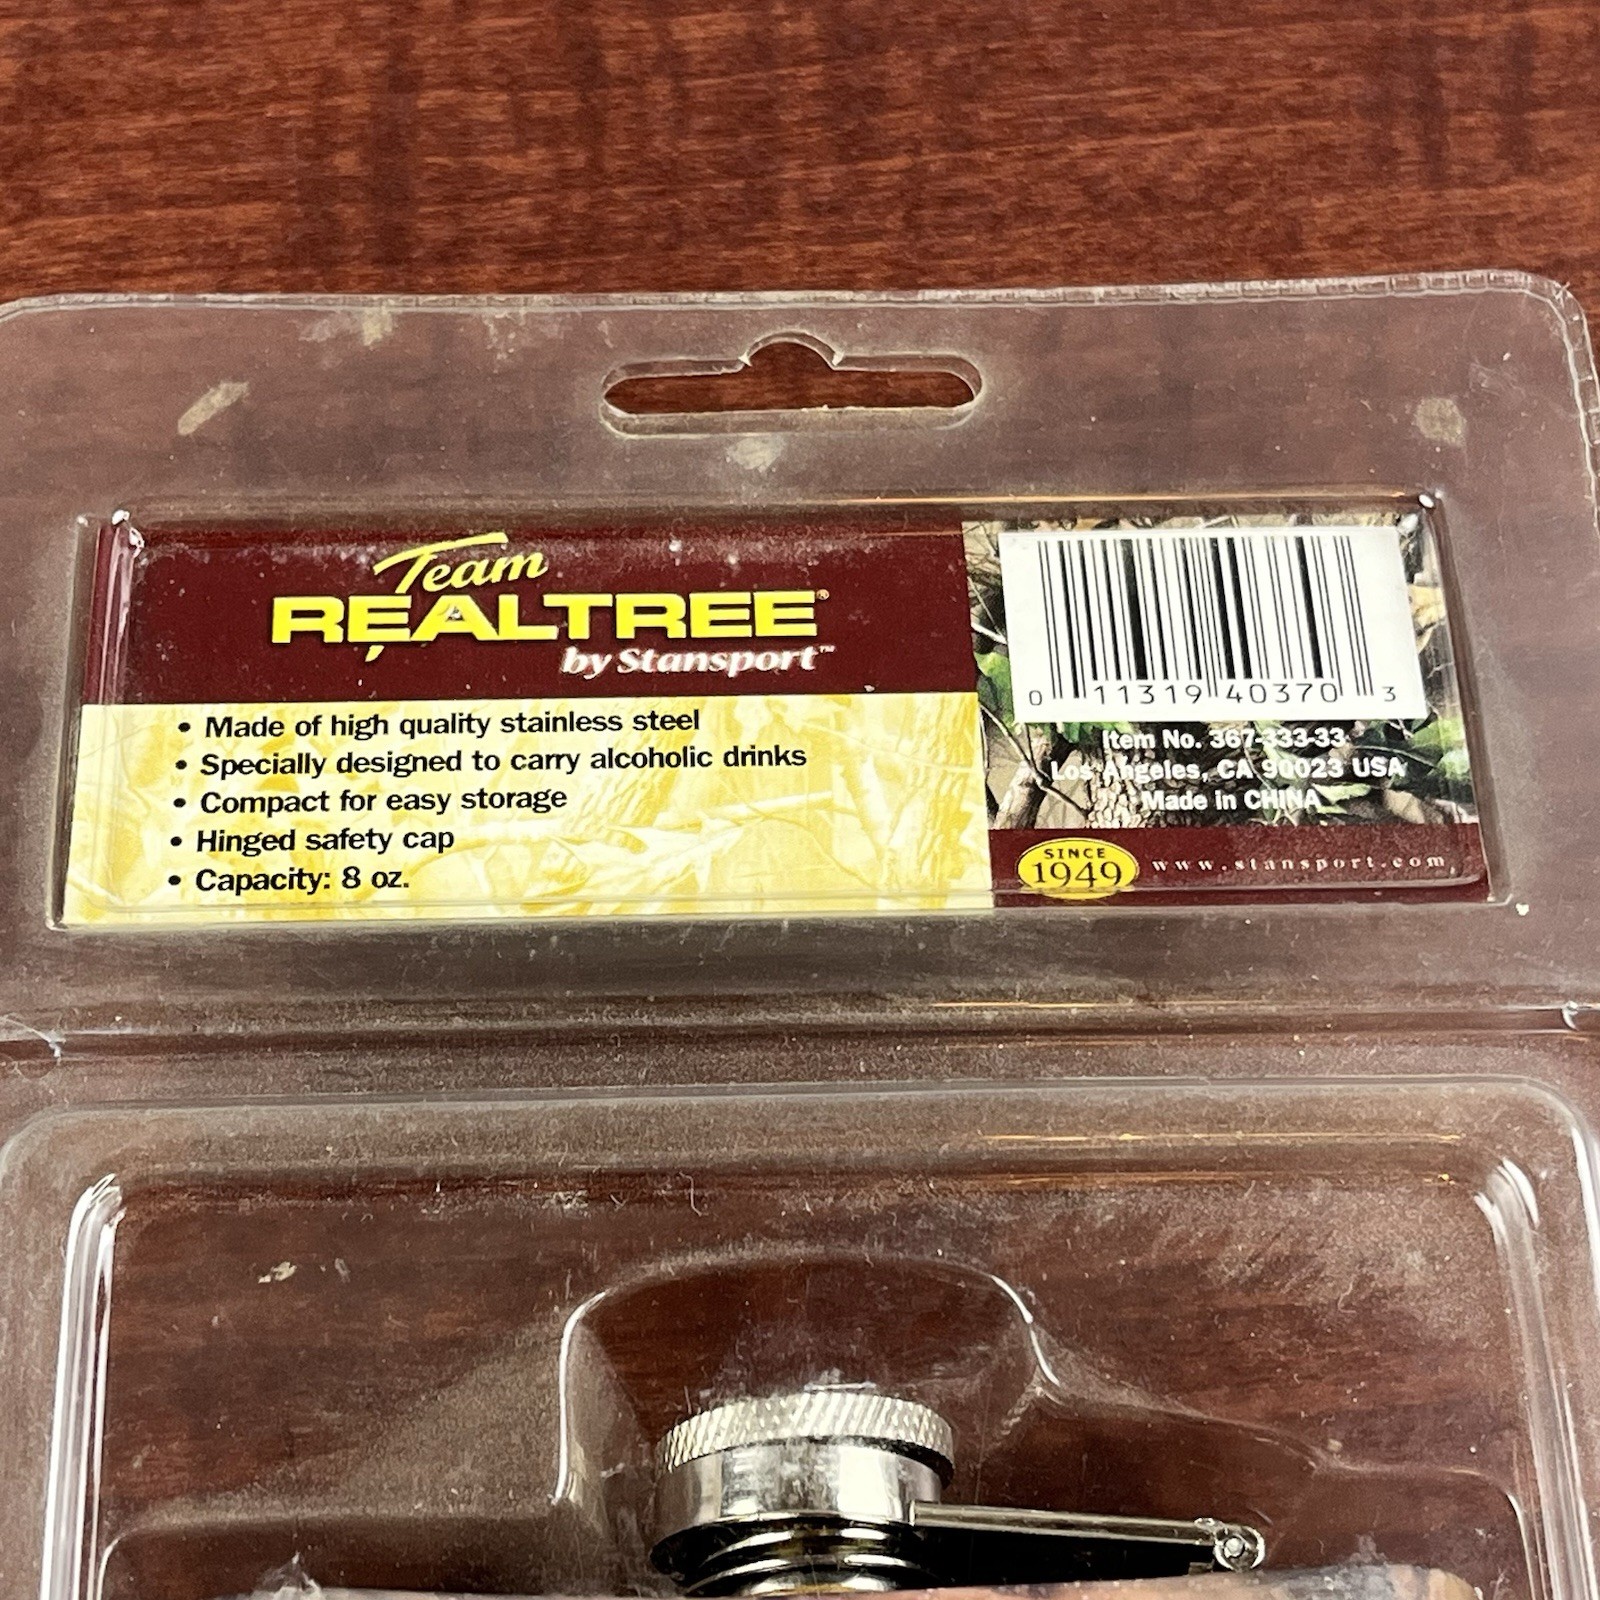 Team
REALTREE®
by Stansport™
• Made of high quality stainless steel
• Specially designed to carry alcoholic drinks
• Compact for easy storage
• Hinged safety cap
• Capacity: 8 oz.
0 11319 40370 3
Item No. 367-333-33
Los Angeles, CA 90023 USA
Made in CHINA
SINCE
1949
www.stansport.com